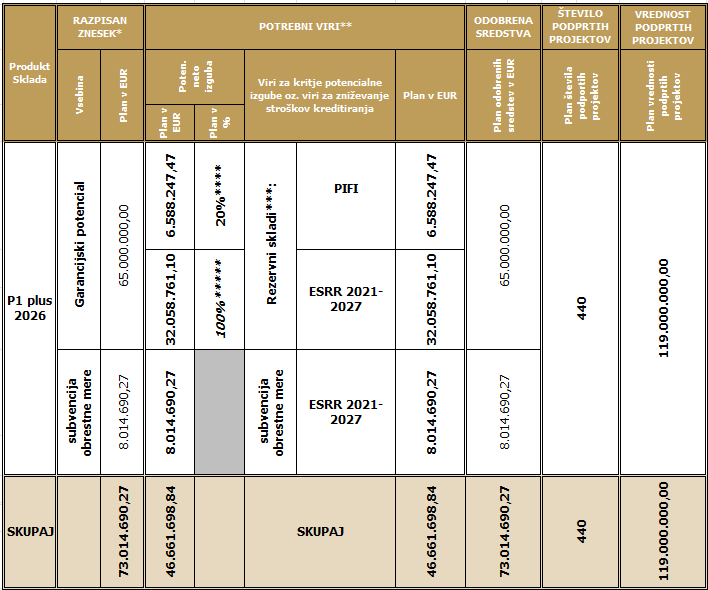 Produkt
Sklada
RAZPISAN
ZNESEK*
POTREBNI VIRI**
ODOBRENA
SREDSTVA
ŠTEVILO
PODPRTIH
PROJEKTOV
VREDNOST
PODPRTIH
PROJEKTOV
Vsebina
Plan v EUR
Poten.
neto
izguba
Plan v
EUR
Plan v
%
Viri za kritje potencialne
izgube oz. viri za zniževanje
stroškov kreditiranja
Plan v EUR
Plan odobrenih
sredstev v EUR
Plan števila
podportih
projektov
Plan vrednosti
podprtih
projektov
P1 plus
2026
Garancijski potencial
65.000.000,00
6.588.247,47
20%****
Rezervni skladi***:
PIFI
6.588.247,47
65.000.000,00
440
119.000.000,00
32.058.761,10
100%*****
ESRR 2021-
2027
32.058.761,10
subvencija
obrestne mere
8.014.690,27
8.014.690,27
subvencija
obrestne mere
ESRR 2021-
2027
8.014.690,27
8.014.690,27
SKUPAJ
73.014.690,27
46.661.698,84
SKUPAJ
46.661.698,84
73.014.690,27
440
119.000.000,00